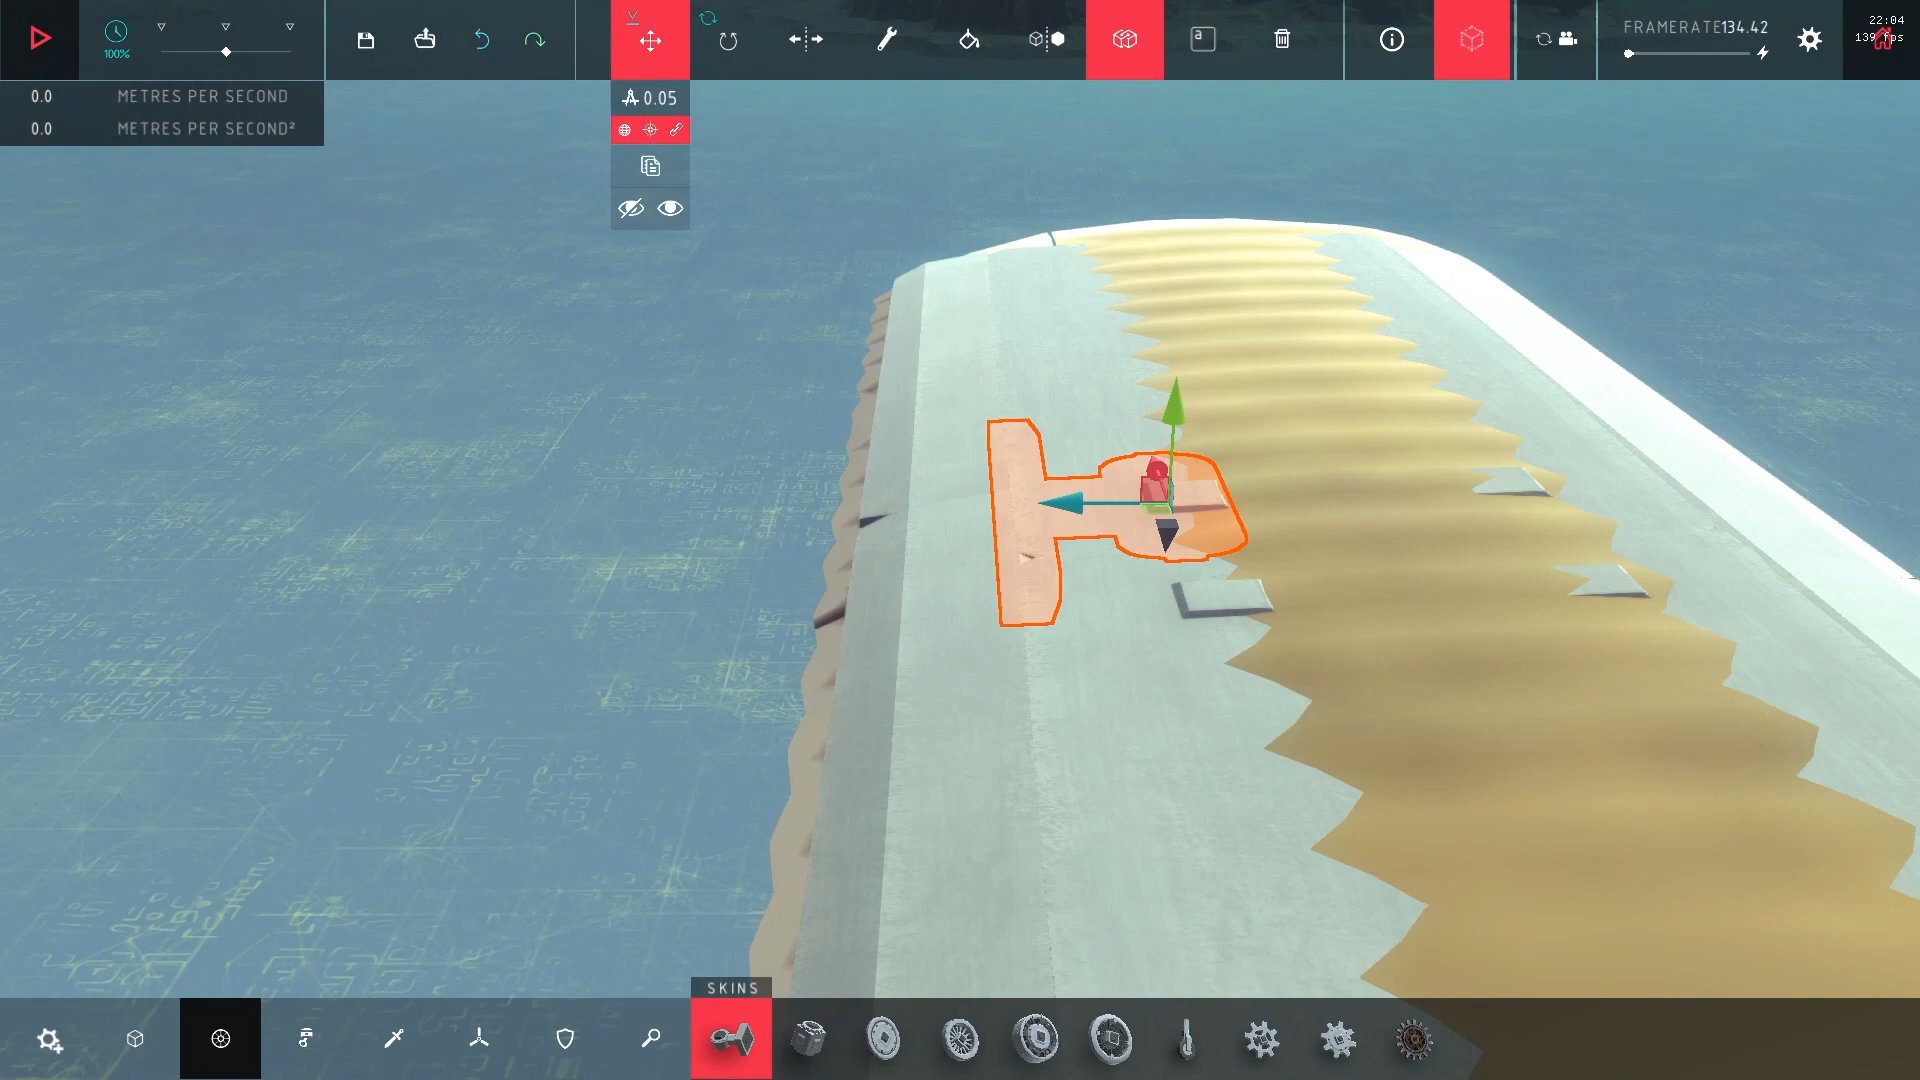 100%
FRAMERATE134.42
22:04
139 fps
0.0 METRES PER SECOND
0.0 METRES PER SECOND²
0.05
a
SKINS